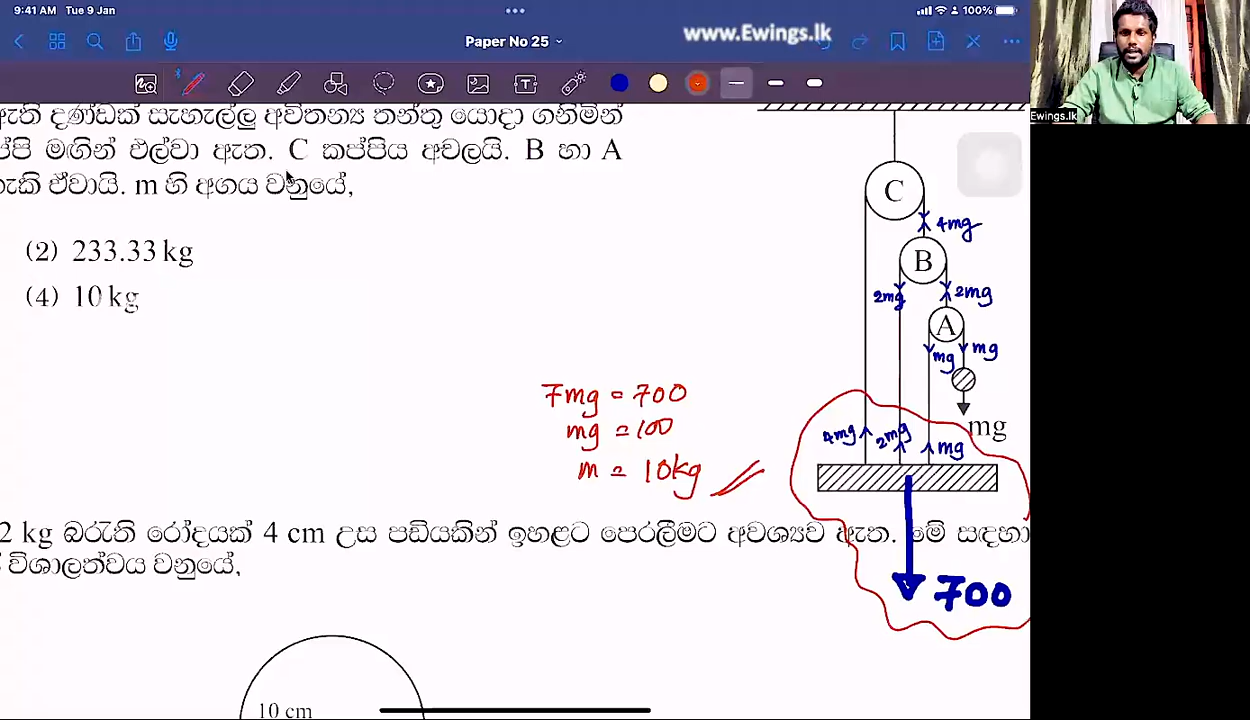 9:41 AM Tue 9 Jan
100%
Paper No 25
www.Ewings.lk
Ewings.lk
ඇති දණ්ඩක් සැහැල්ලු අවිතන්‍ය තන්තු යොදා ගනිමින්
ප්පි මඟින් එල්වා ඇත. C කප්පිය අචලයි. B හා A
හැකි ඒවායි. m හි අගය වනුයේ,
(2) 233.33 kg
(4) 10 kg
C
4mg
B
2mg
2mg
A
mg
mg
mg
7mg = 700
mg = 100
m = 10kg
4mg
2mg
mg
2 kg බරැති රෝදයක් 4 cm උස පඩියකින් ඉහළට පෙරලීමට අවශ්‍යව ඇත. මේ සඳහා
විශාලත්වය වනුයේ,
700
10 cm